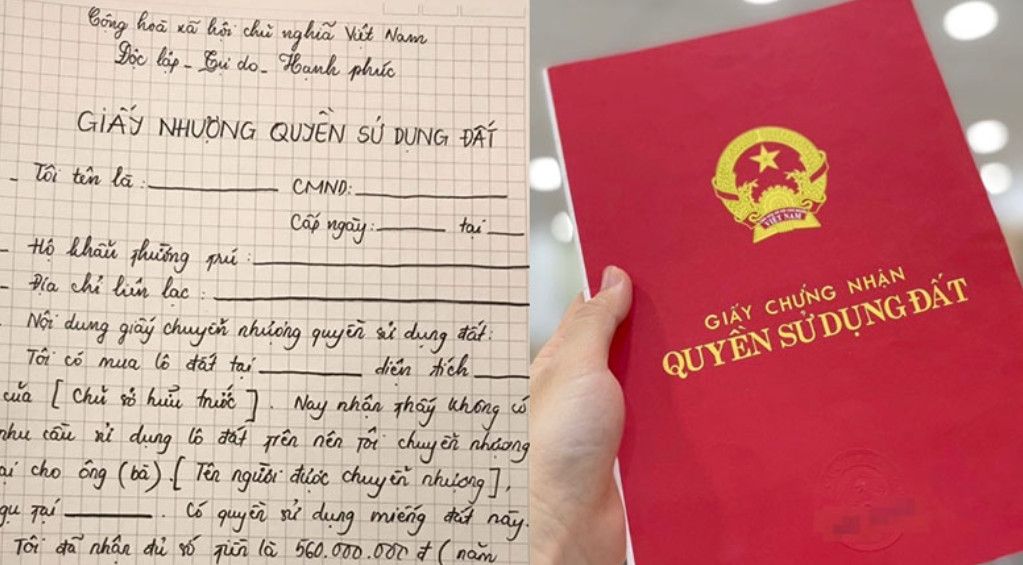 Cộng hoà xã hội chủ nghĩa Việt Nam
Độc lập - Tự do - Hạnh phúc
GIẤY NHƯỢNG QUYỀN SỬ DỤNG ĐẤT
- Tôi tên là : CMND:
Cấp ngày: tại
- Hộ khẩu thường trú :
- Địa chỉ liên lạc :
Nội dung giấy chuyển nhượng quyền sử dụng đất:
Tôi có mua lô đất tại diện tích
của [ Chủ sở hữu trước ]. Nay nhận thấy không có
nhu cầu sử dụng lô đất trên nên tôi chuyển nhượng
ại cho ông (bà) [ Tên người được chuyển nhượng ],
gụ tại . Có quyền sử dụng miếng đất này.
Tôi đã nhận đủ số tiền là 560.000.000 đ ( năm
VIỆT NAM
GIẤY CHỨNG NHẬN
QUYỀN SỬ DỤNG ĐẤT